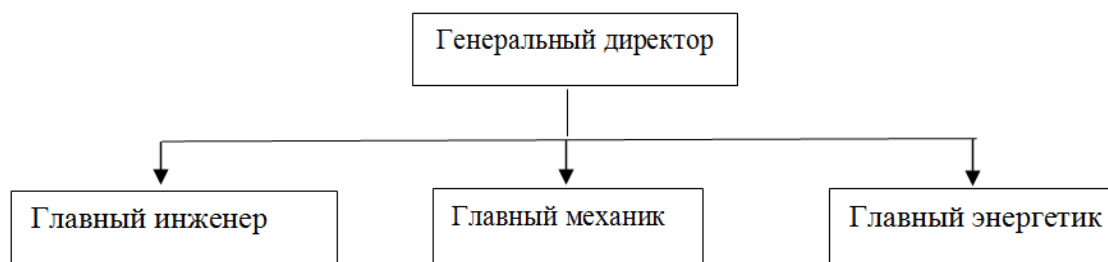 Генеральный директор
Главный инженер
Главный механик
Главный энергетик